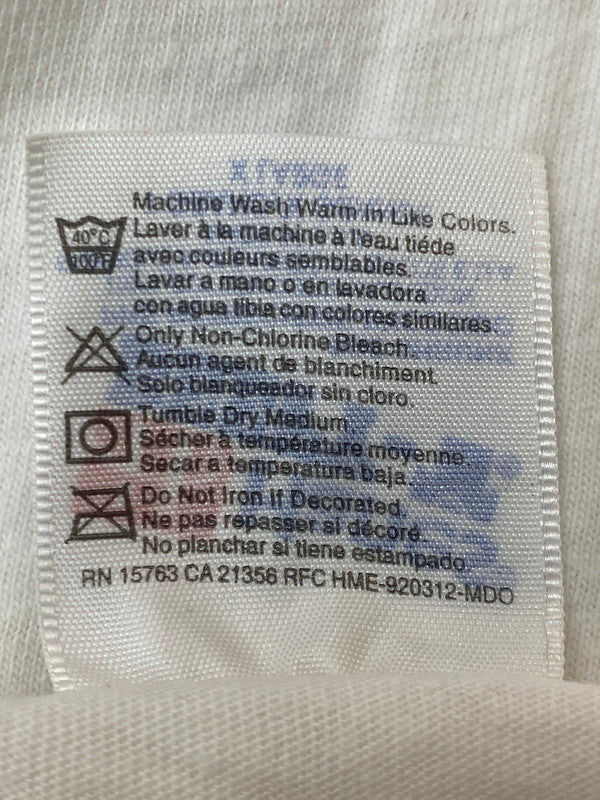 Machine Wash Warm in Like Colors.
40°C
100°F
Laver à la machine à l'eau tiéde
avec couleurs semblables.
Lavar a mano o en lavadora
con agua tibia con colores similares.
Only Non-Chlorine Bleach.
Aucun agent de blanchiment.
Solo blanqueador sin cloro.
Tumble Dry Medium
Sécher à température moyenne.
Secar a temperatura baja.
Do Not Iron If Decorated.
Ne pas repasser si décoré.
No planchar si tiene estampado
RN 15763 CA 21356 RFC HME-920312-MDO